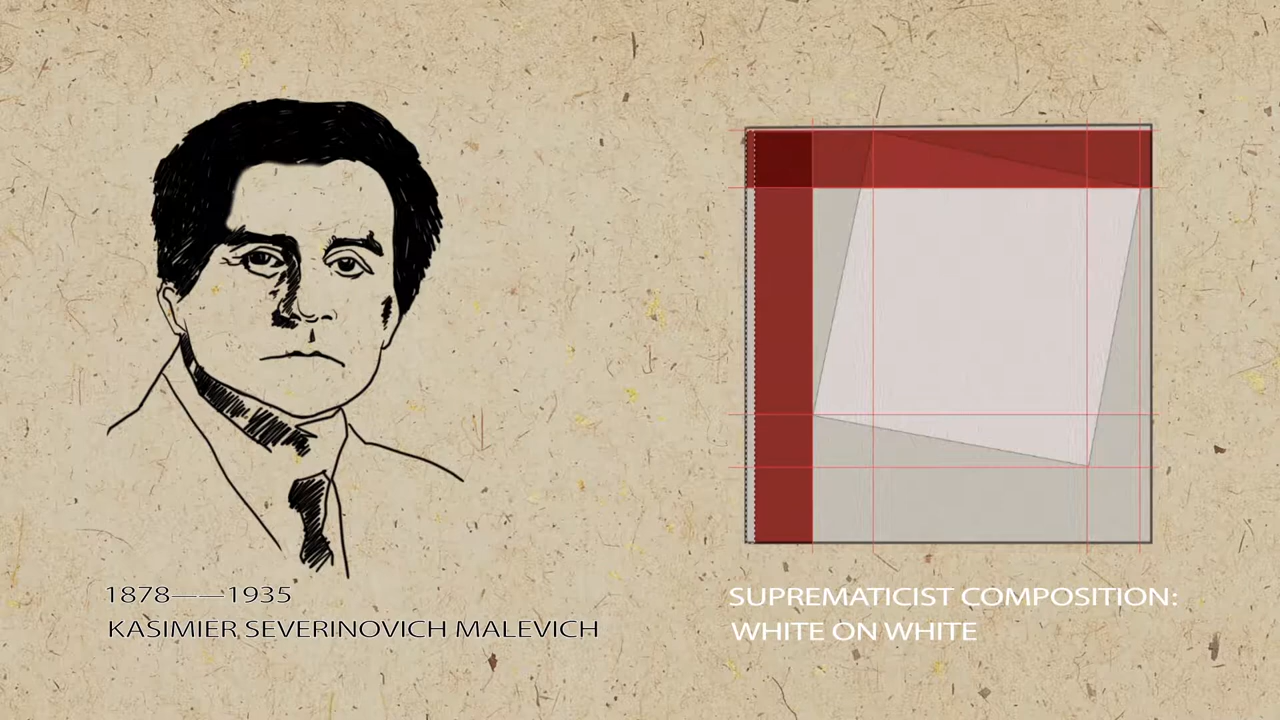 1878——1935
KASIMIER SEVERINOVICH MALEVICH
SUPREMATICIST COMPOSITION:
WHITE ON WHITE